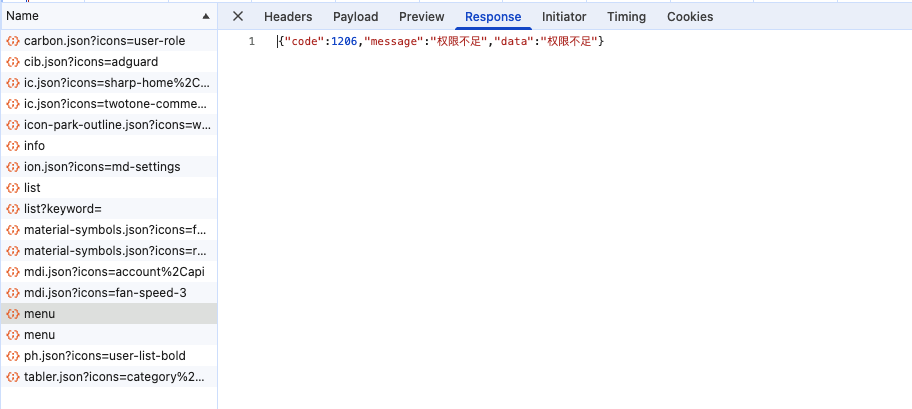 Name
Headers Payload Preview Response Initiator Timing Cookies
carbon.json?icons=user-role
1 {"code":1206,"message":"权限不足","data":"权限不足"}
cib.json?icons=adguard
ic.json?icons=sharp-home%2C...
ic.json?icons=twotone-comme...
icon-park-outline.json?icons=w...
info
ion.json?icons=md-settings
list
list?keyword=
material-symbols.json?icons=f...
material-symbols.json?icons=r...
mdi.json?icons=account%2Capi
mdi.json?icons=fan-speed-3
menu
menu
ph.json?icons=user-list-bold
tabler.json?icons=category%2...